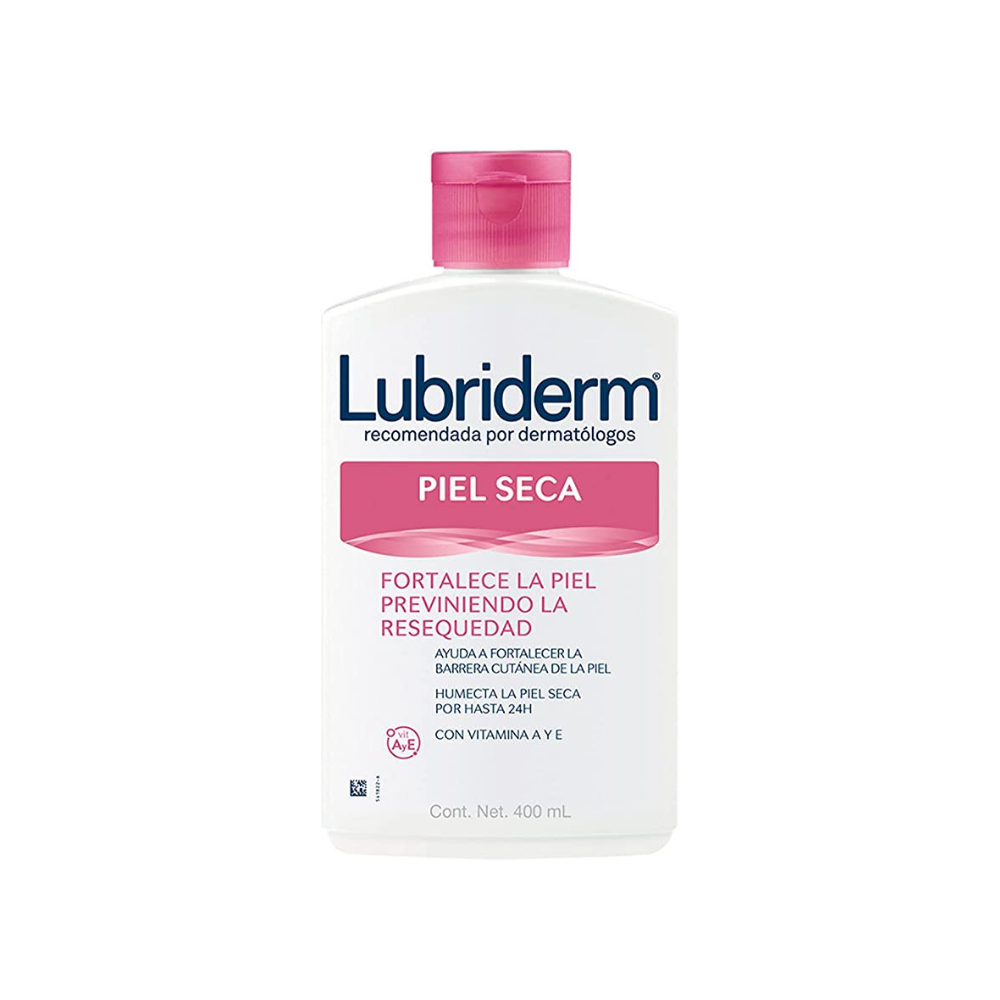 Lubriderm®
recomendada por dermatólogos
PIEL SECA
FORTALECE LA PIEL
PREVINIENDO LA
RESEQUEDAD
AYUDA A FORTALECER LA
BARRERA CUTÁNEA DE LA PIEL
HUMECTA LA PIEL SECA
POR HASTA 24H
vit
AyE
CON VITAMINA A Y E
Cont. Net. 400 mL